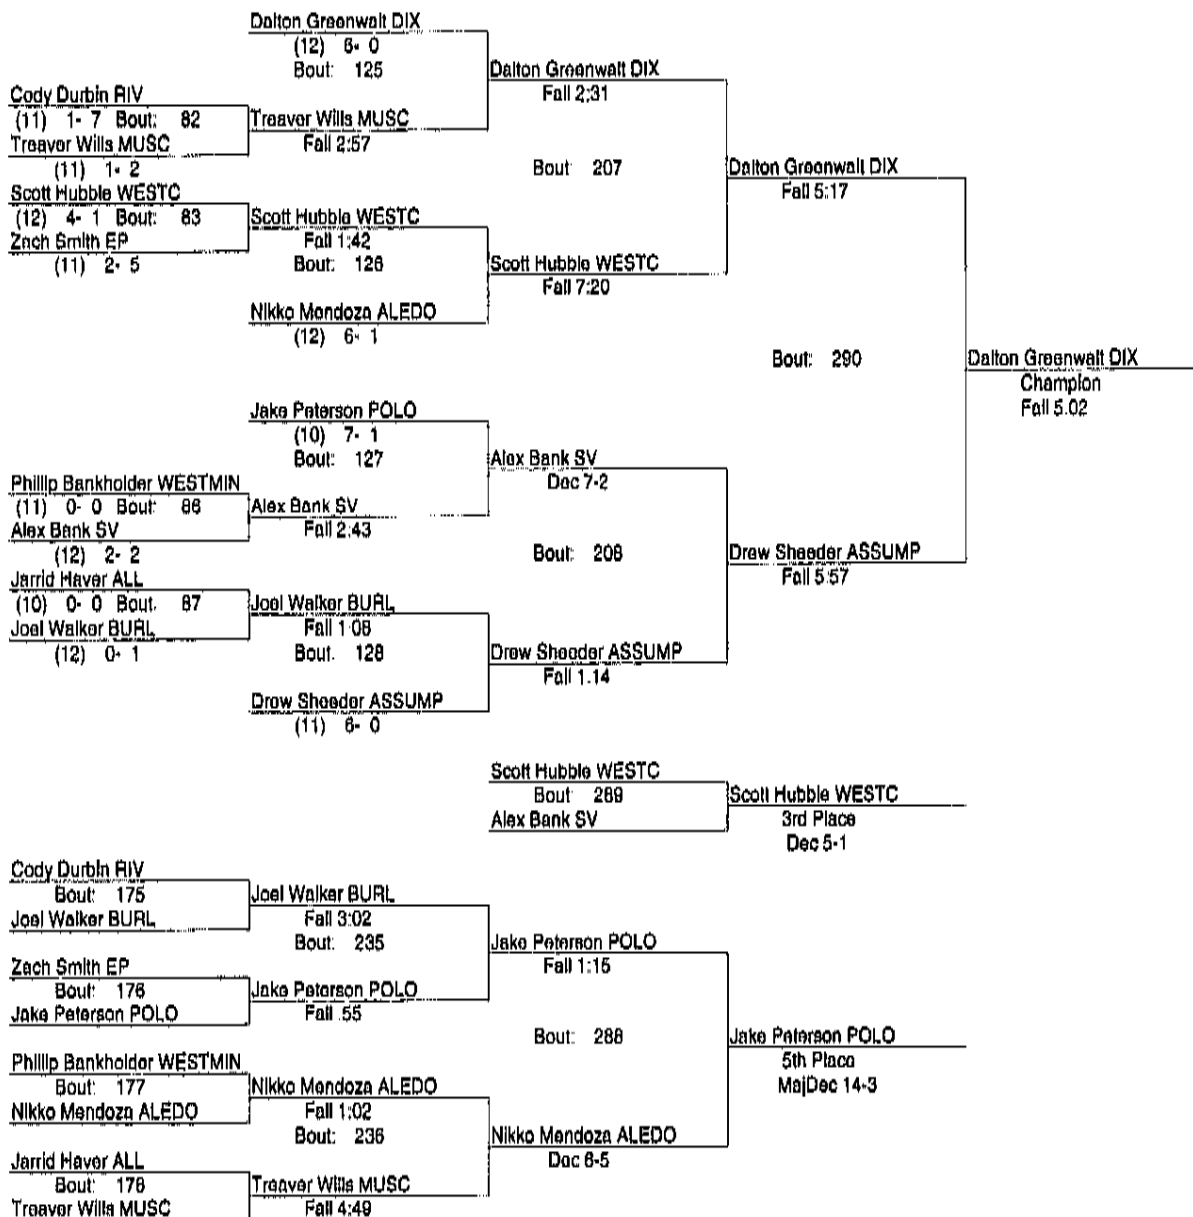 Dalton Greenwalt DIX
(12) 6- 0
Bout: 125
Dalton Greenwalt DIX
Fall 2:31
Cody Durbin RIV
(11) 1- 7 Bout: 82
Treaver Wills MUSC
Fall 2:57
Treaver Wills MUSC
(11) 1- 2
Bout: 207
Dalton Greenwalt DIX
Fall 5:17
Scott Hubble WESTC
(12) 4- 1 Bout: 83
Scott Hubble WESTC
Fall 1:42
Zach Smith EP
(11) 2- 5
Bout: 126
Scott Hubble WESTC
Fall 7:20
Nikko Mendoza ALEDO
(12) 6- 1
Bout: 290
Dalton Greenwalt DIX
Champion
Fall 5.02
Jake Peterson POLO
(10) 7- 1
Bout: 127
Alex Bank SV
Dec 7-2
Phillip Bankholder WESTMIN
(11) 0- 0 Bout: 86
Alex Bank SV
Fall 2:43
Alex Bank SV
(12) 2- 2
Bout: 208
Drew Sheeder ASSUMP
Fall 5:57
Jarrid Haver ALL
(10) 0- 0 Bout. 87
Joel Walker BURL
Fall 1:08
Joel Walker BURL
(12) 0- 1
Bout. 128
Drew Sheeder ASSUMP
Fall 1.14
Drew Sheeder ASSUMP
(11) 6- 0
Scott Hubble WESTC
Bout: 289
Scott Hubble WESTC
3rd Place
Dec 5-1
Alex Bank SV
Cody Durbin RIV
Bout: 175
Joel Walker BURL
Fall 3:02
Joel Walker BURL
Bout: 235
Jake Peterson POLO
Fall 1:15
Zach Smith EP
Bout: 176
Jake Peterson POLO
Fall :55
Jake Peterson POLO
Bout: 288
Jake Peterson POLO
5th Place
MajDec 14-3
Phillip Bankholder WESTMIN
Bout: 177
Nikko Mendoza ALEDO
Fall 1:02
Nikko Mendoza ALEDO
Bout: 236
Nikko Mendoza ALEDO
Dec 6-5
Jarrid Haver ALL
Bout: 178
Treaver Wills MUSC
Fall 4:49
Treaver Wills MUSC